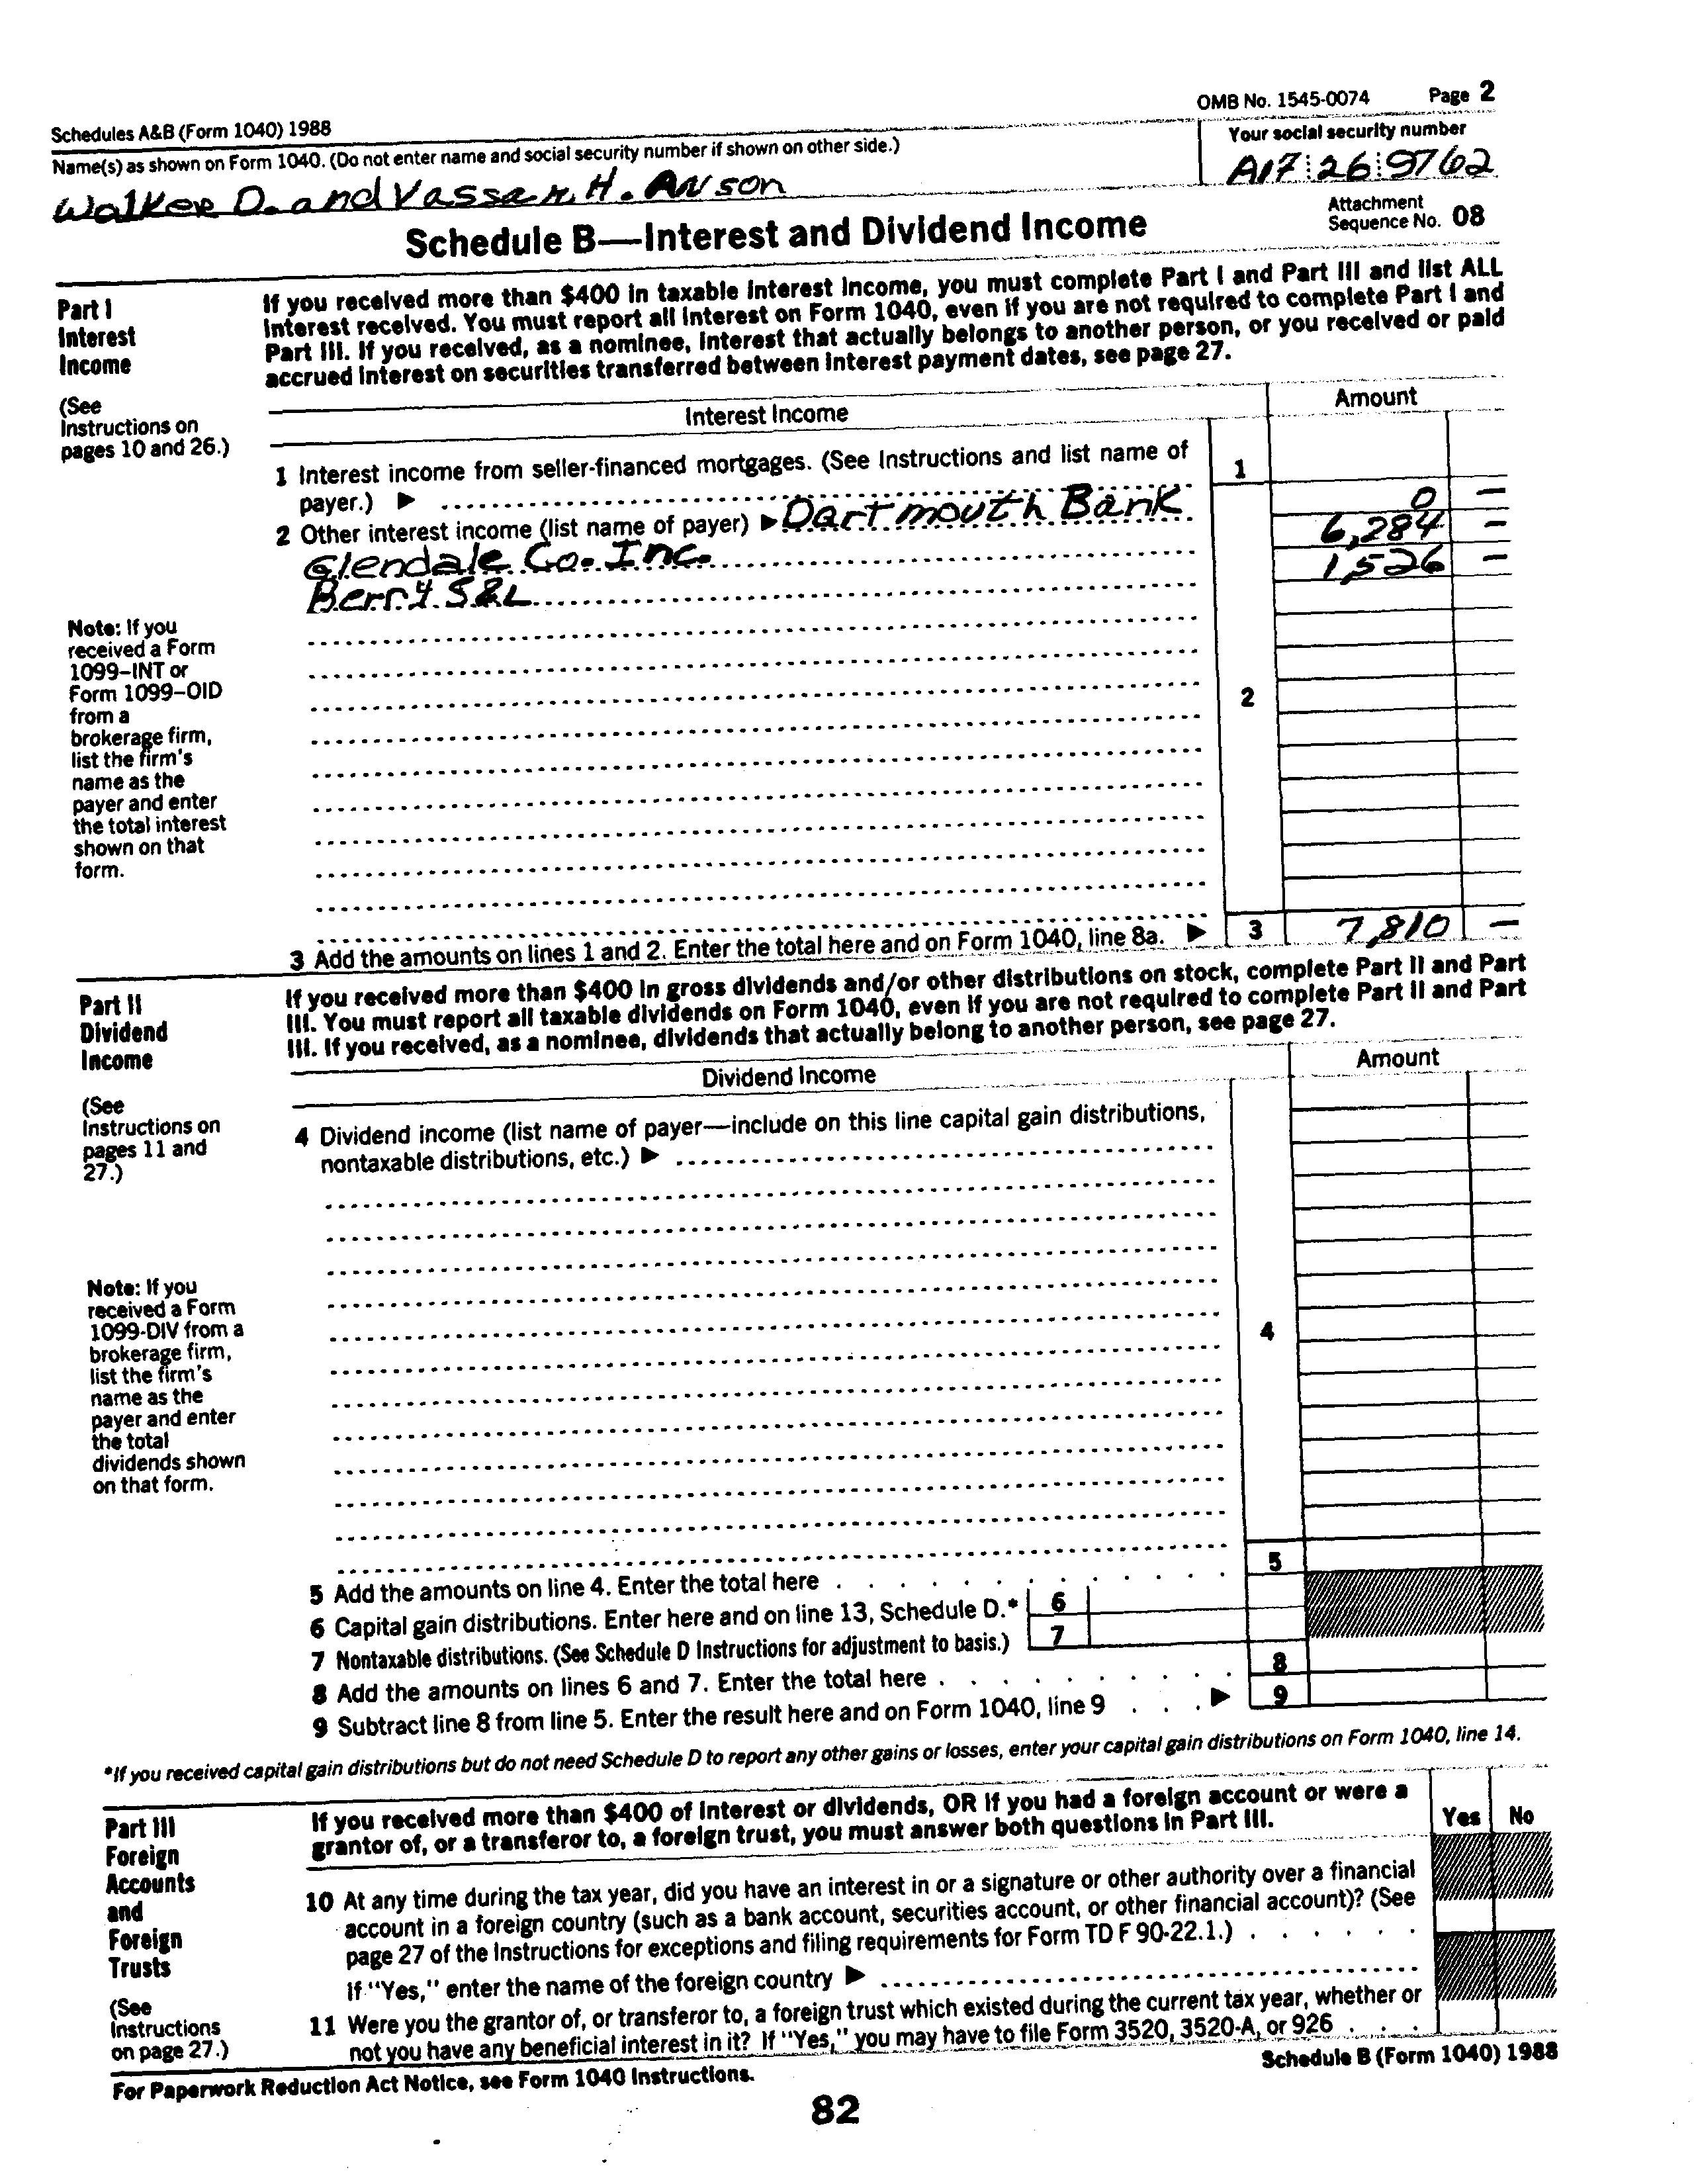 OMB No. 1545-0074 Page 2
Schedules A&B (Form 1040) 1988
Name(s) as shown on Form 1040. (Do not enter name and social security number if shown on other side.)
Your social security number
Walker D. and Vassar H. Anson
A17 26 9762
Schedule B—Interest and Dividend Income
Attachment
Sequence No. 08
Part I
Interest
Income
(See
Instructions on
pages 10 and 26.)
If you received more than $400 in taxable interest income, you must complete Part I and Part III and list ALL
interest received. You must report all interest on Form 1040, even if you are not required to complete Part I and
Part III. If you received, as a nominee, interest that actually belongs to another person, or you received or paid
accrued interest on securities transferred between interest payment dates, see page 27.
Interest Income
Amount
1 Interest income from seller-financed mortgages. (See Instructions and list name of
payer.) ▶
1
2 Other interest income (list name of payer) ▶ Dartmouth Bank
0 —
Glendale Co. Inc.
6,284 —
Berry S&L
1,526 —
Note: If you
received a Form
1099–INT or
Form 1099–OID
from a
brokerage firm,
list the firm's
name as the
payer and enter
the total interest
shown on that
form.
2
3 Add the amounts on lines 1 and 2. Enter the total here and on Form 1040, line 8a. ▶ 3 7,810 —
Part II
Dividend
Income
(See
Instructions on
pages 11 and
27.)
If you received more than $400 in gross dividends and/or other distributions on stock, complete Part II and Part
III. You must report all taxable dividends on Form 1040, even if you are not required to complete Part II and Part
III. If you received, as a nominee, dividends that actually belong to another person, see page 27.
Dividend Income
Amount
4 Dividend income (list name of payer—include on this line capital gain distributions,
nontaxable distributions, etc.) ▶
Note: If you
received a Form
1099-DIV from a
brokerage firm,
list the firm's
name as the
payer and enter
the total
dividends shown
on that form.
4
5 Add the amounts on line 4. Enter the total here . . . . . . . . . . . 5
6 Capital gain distributions. Enter here and on line 13, Schedule D.* 6
7 Nontaxable distributions. (See Schedule D Instructions for adjustment to basis.) 7
8 Add the amounts on lines 6 and 7. Enter the total here . . . . . . . . . 8
9 Subtract line 8 from line 5. Enter the result here and on Form 1040, line 9 . . . ▶ 9
*If you received capital gain distributions but do not need Schedule D to report any other gains or losses, enter your capital gain distributions on Form 1040, line 14.
Part III
Foreign
Accounts
and
Foreign
Trusts
(See
Instructions
on page 27.)
If you received more than $400 of interest or dividends, OR if you had a foreign account or were a
grantor of, or a transferor to, a foreign trust, you must answer both questions in Part III.
Yes No
10 At any time during the tax year, did you have an interest in or a signature or other authority over a financial
account in a foreign country (such as a bank account, securities account, or other financial account)? (See
page 27 of the Instructions for exceptions and filing requirements for Form TD F 90-22.1.) . . . . . .
If "Yes," enter the name of the foreign country ▶
11 Were you the grantor of, or transferor to, a foreign trust which existed during the current tax year, whether or
not you have any beneficial interest in it? If "Yes," you may have to file Form 3520, 3520-A, or 926 . . .
For Paperwork Reduction Act Notice, see Form 1040 Instructions.
Schedule B (Form 1040) 1988
82